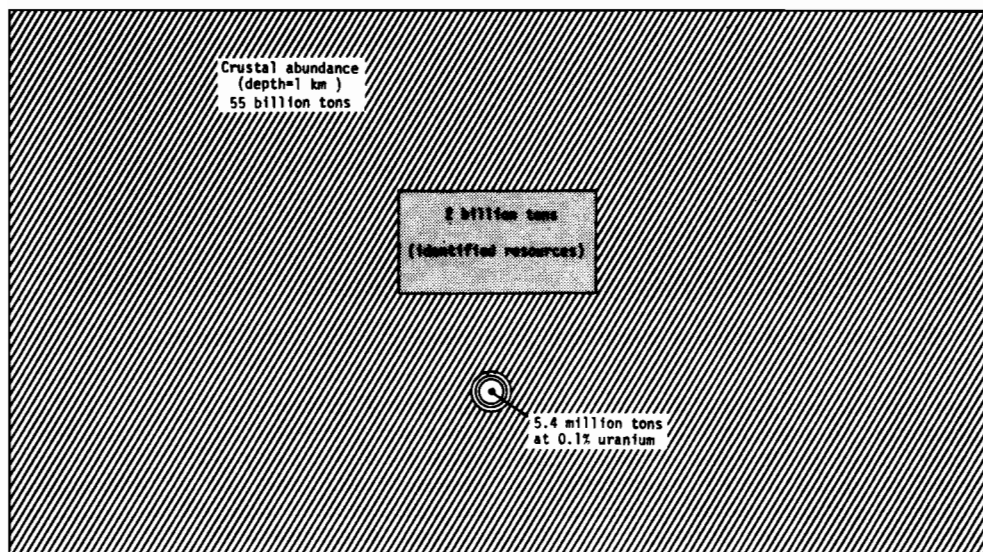 Crustal abundance
(depth=1 km )
55 billion tons
2 billion tons
(identified resources)
5.4 million tons
at 0.1% uranium